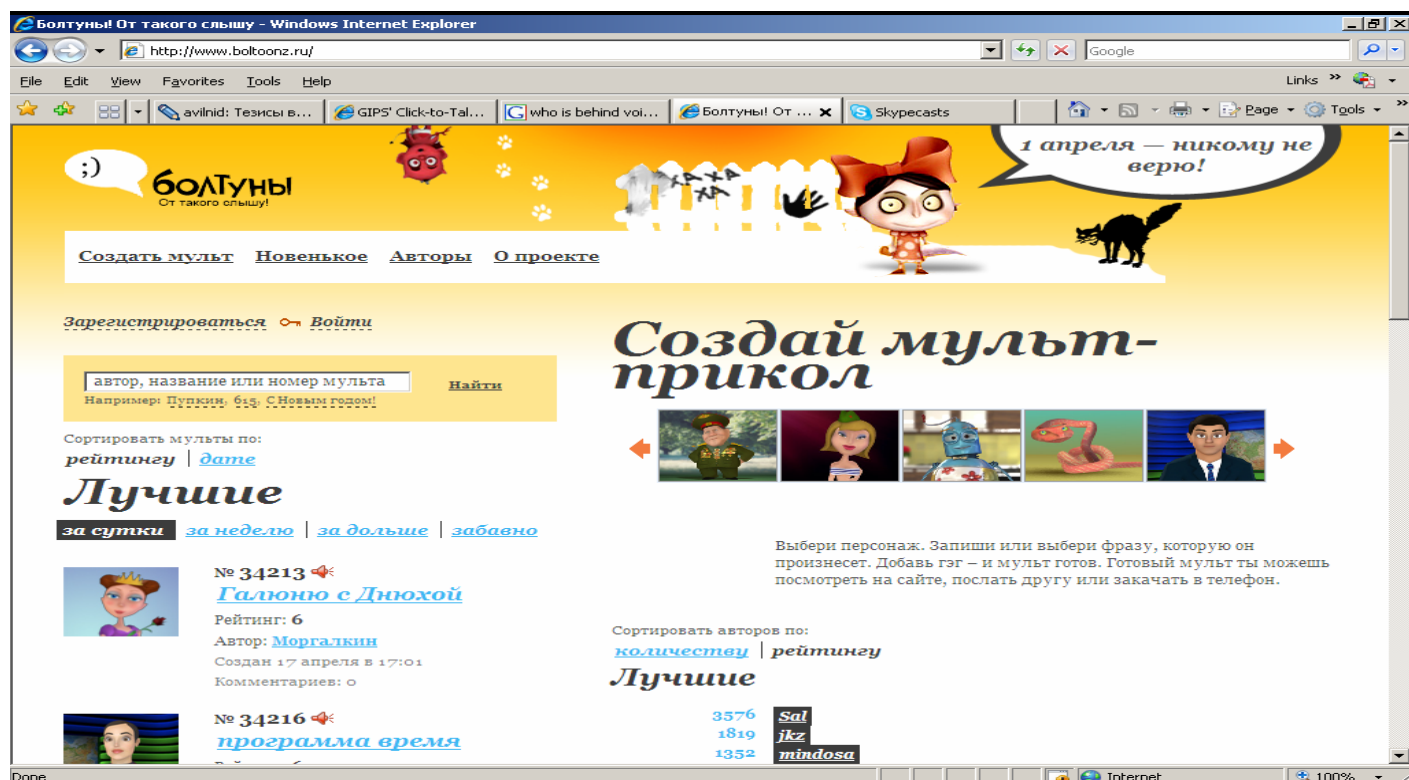 Болтуны! От такого слышу - Windows Internet Explorer
http://www.boltoonz.ru/
Google
File Edit View Favorites Tools Help
Links »
avilnid: Тезисы в... GIPS' Click-to-Tal... who is behind voi... Болтуны! От ... Skypecasts Page Tools »
;)
болтуны
От такого слышу!
ХА ХА
ХА
1 апреля — никому не
верю!
Создать мульт Новенькое Авторы О проекте
Зарегистрироваться Войти
Создай мульт-
прикол
автор, название или номер мульта Найти
Например: Пупкин, 615, С Новым годом!
Сортировать мульты по:
рейтингу | дате
Лучшие
за сутки за неделю | за дольше | забавно
№ 34213
Галюню с Днюхой
Рейтинг: 6
Автор: Моргалкин
Создан 17 апреля в 17:01
Комментариев: 0
№ 34216
программа время
Выбери персонаж. Запиши или выбери фразу, которую он
произнесет. Добавь гэг – и мульт готов. Готовый мульт ты можешь
посмотреть на сайте, послать другу или закачать в телефон.
Сортировать авторов по:
количеству | рейтингу
Лучшие
3576 Sal
1819 jkz
1352 mindosa
Done Internet 100%